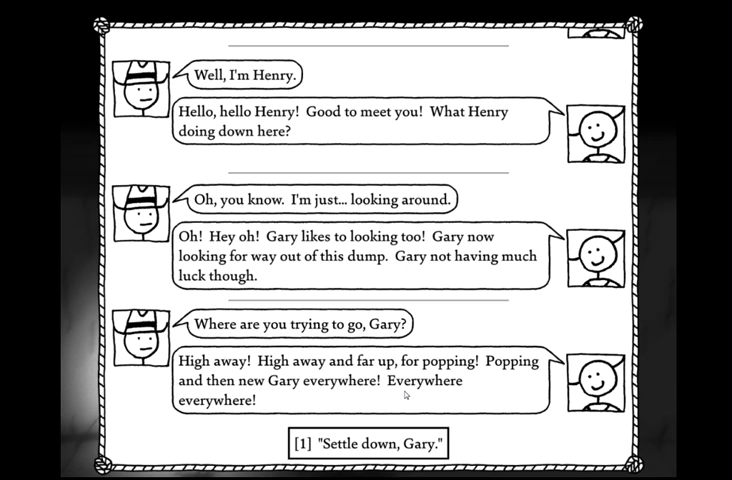 Well, I'm Henry.
Hello, hello Henry!  Good to meet you!  What Henry
doing down here?
Oh, you know.  I'm just... looking around.
Oh!  Hey oh!  Gary likes to looking too!  Gary now
looking for way out of this dump.  Gary not having much
luck though.
Where are you trying to go, Gary?
High away!  High away and far up, for popping!  Popping
and then new Gary everywhere!  Everywhere
everywhere!
[1] "Settle down, Gary."